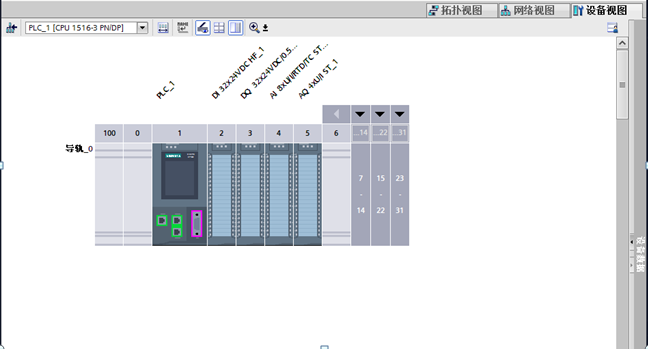 拓扑视图 网络视图 设备视图
PLC_1 [CPU 1516-3 PN/DP]
PLC_1
DI 32x24VDC HF_1
DQ 32x24VDC/0.5...
AI 8xU/I/RTD/TC ST...
AQ 4xU/I ST_1
100 0 1 2 3 4 5 6 ...14 ...22 ...31
导轨_0
7 15 23
- - -
14 22 31
设备数据